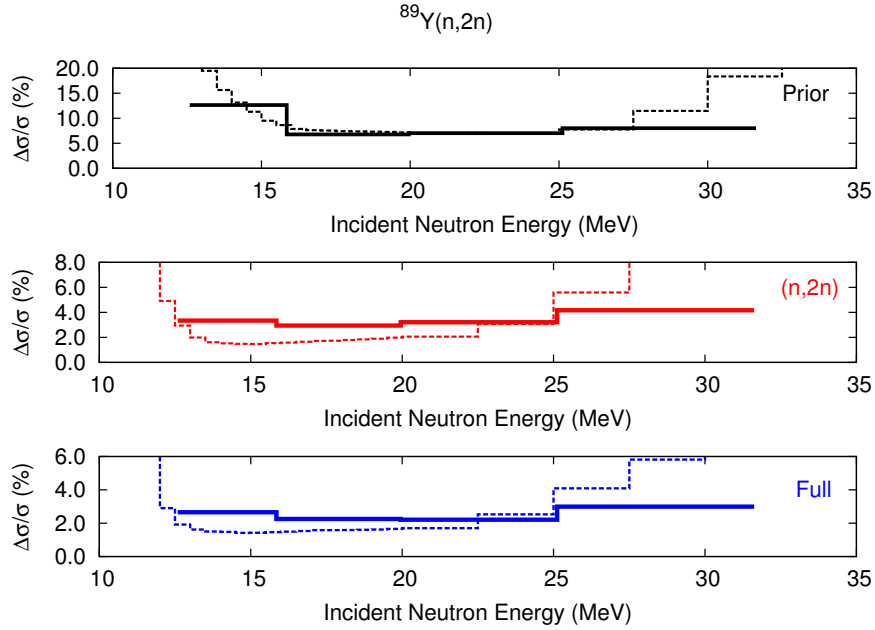 ⁸⁹Y(n,2n)
Δσ/σ (%)
20.0
15.0
10.0
5.0
0.0
Prior
10 15 20 25 30 35
Incident Neutron Energy (MeV)
Δσ/σ (%)
8.0
6.0
4.0
2.0
0.0
(n,2n)
10 15 20 25 30 35
Incident Neutron Energy (MeV)
Δσ/σ (%)
6.0
4.0
2.0
0.0
Full
10 15 20 25 30 35
Incident Neutron Energy (MeV)